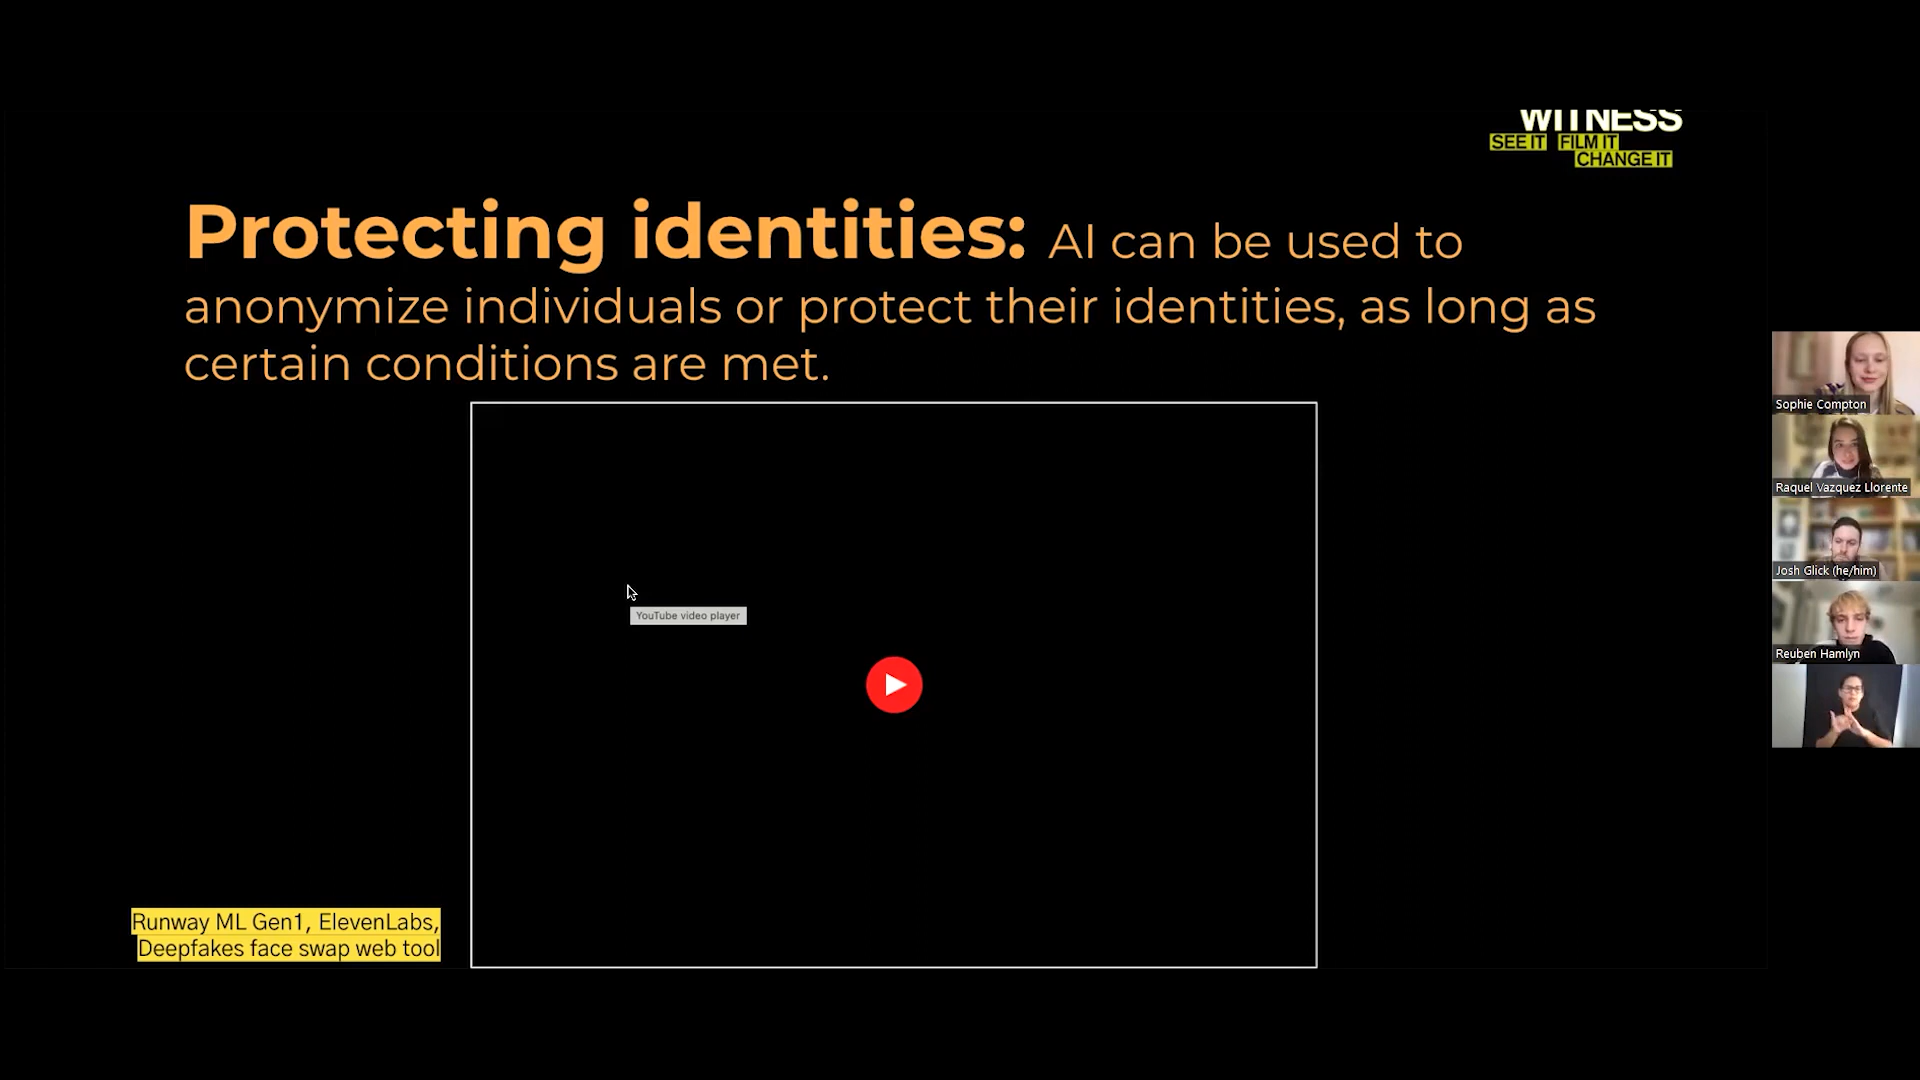 WITNESS
SEE IT FILM IT
CHANGE IT
Protecting identities: AI can be used to
anonymize individuals or protect their identities, as long as
certain conditions are met.
Sophie Compton
Raquel Vazquez Llorente
Josh Glick (he/him)
YouTube video player
Reuben Hamlyn
Runway ML Gen1, ElevenLabs,
Deepfakes face swap web tool